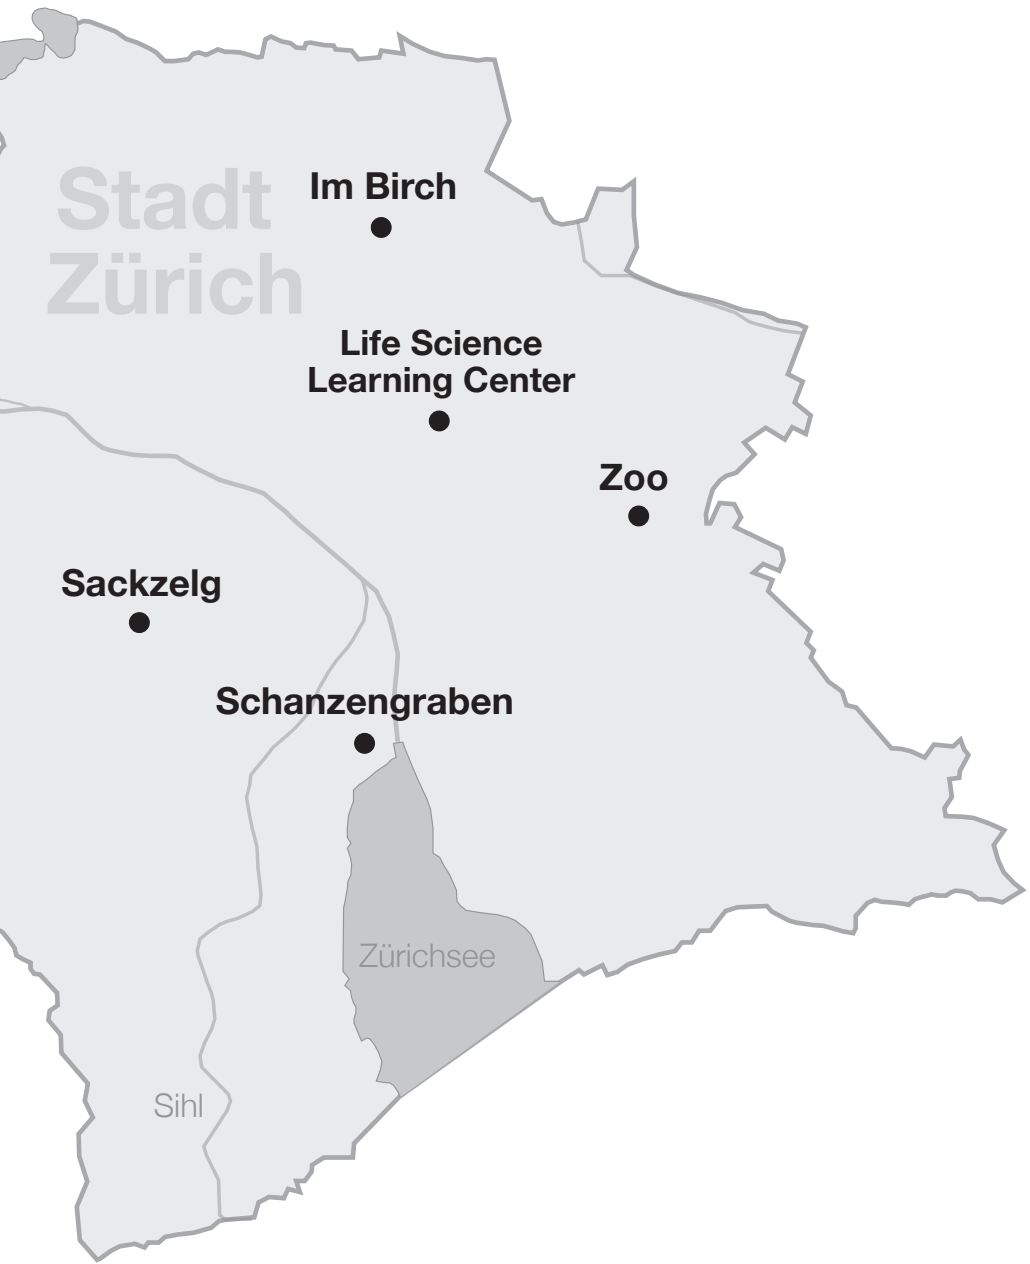 Stadt
Zürich
Im Birch
Life Science
Learning Center
Zoo
Sackzelg
Schanzengraben
Zürichsee
Sihl